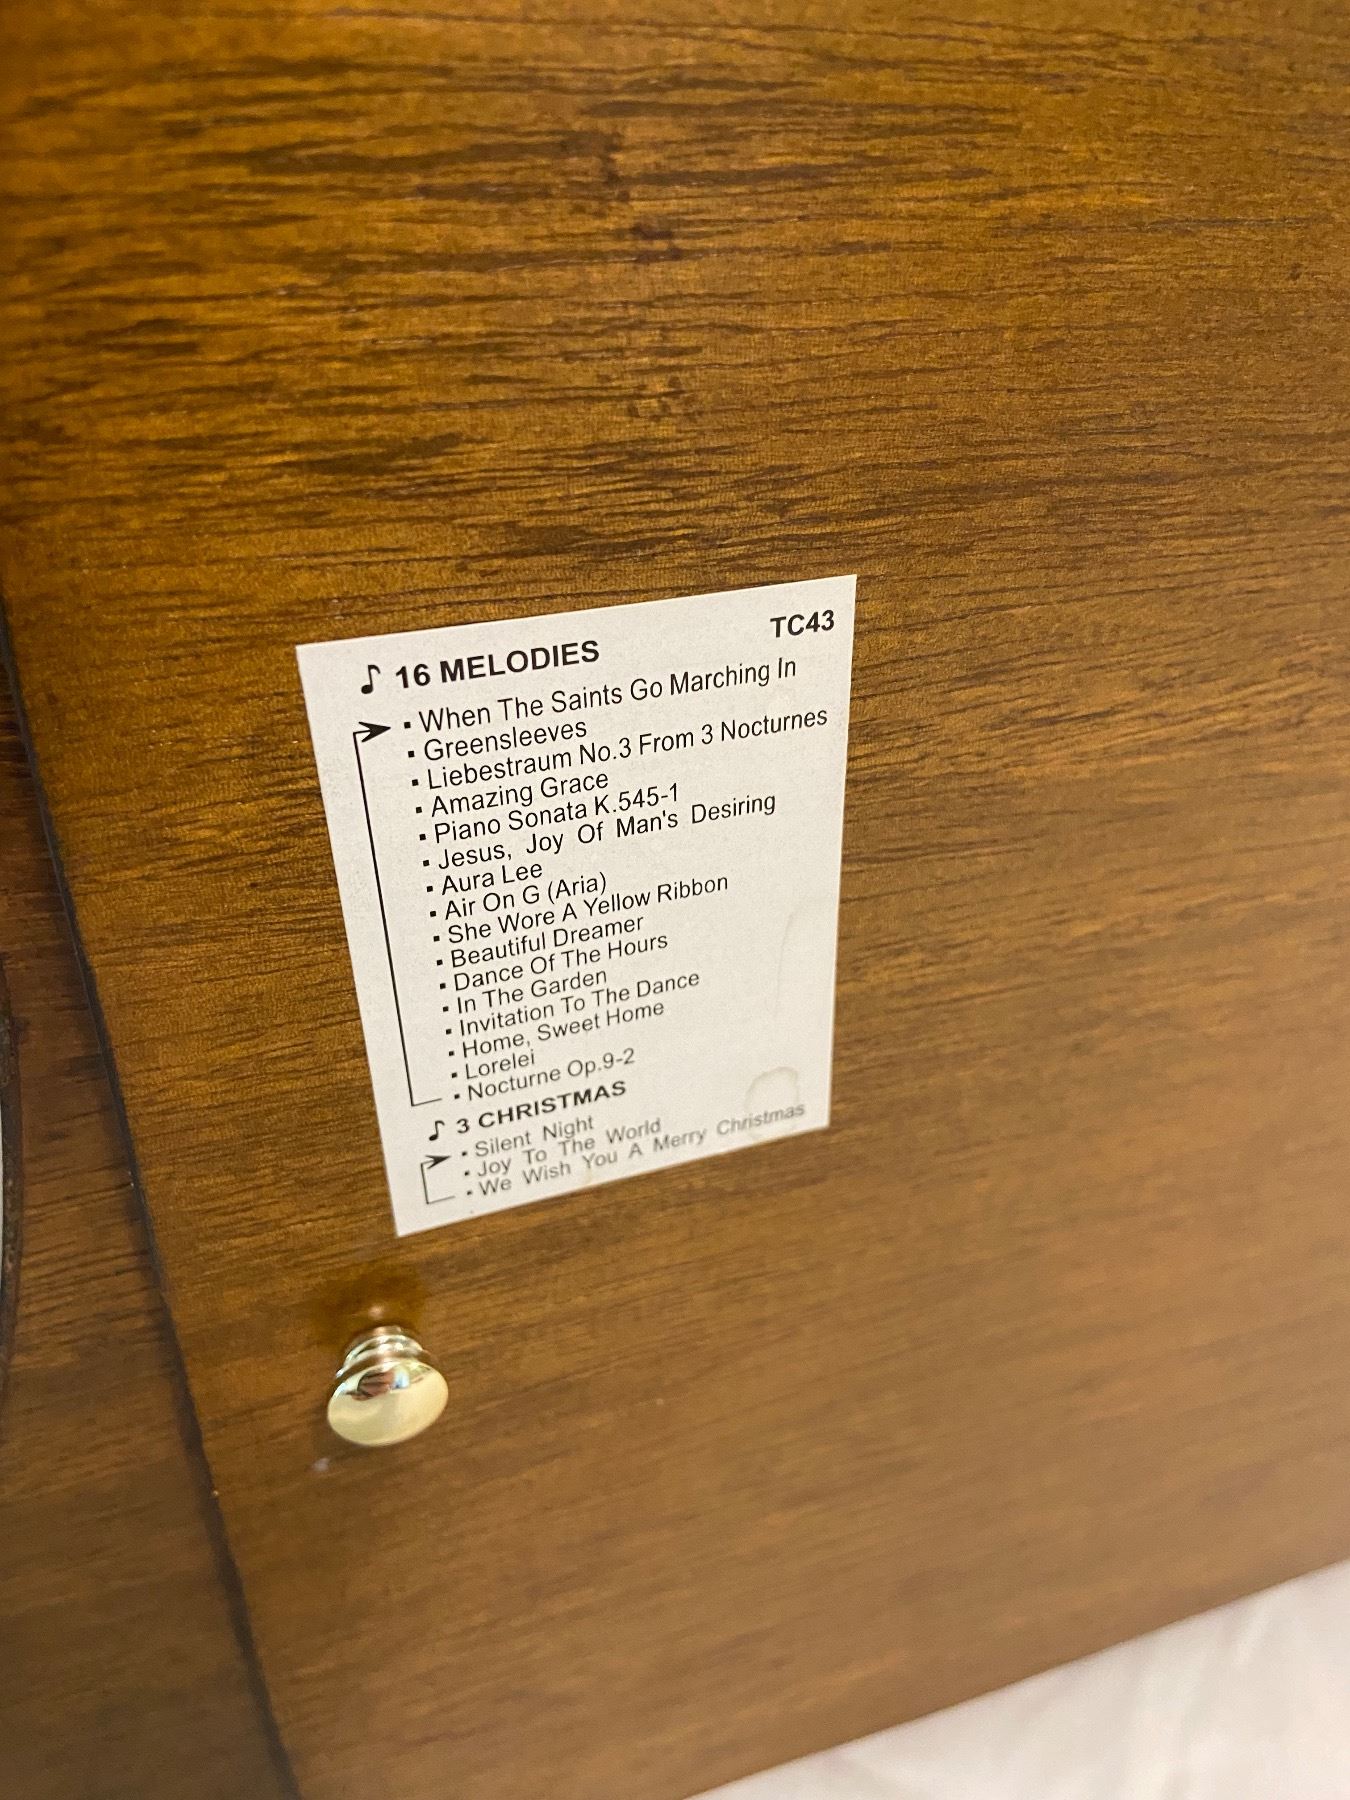 ♪ 16 MELODIES TC43
▪ When The Saints Go Marching In
▪ Greensleeves
▪ Liebestraum No.3 From 3 Nocturnes
▪ Amazing Grace
▪ Piano Sonata K.545-1
▪ Jesus, Joy Of Man's Desiring
▪ Aura Lee
▪ Air On G (Aria)
▪ She Wore A Yellow Ribbon
▪ Beautiful Dreamer
▪ Dance Of The Hours
▪ In The Garden
▪ Invitation To The Dance
▪ Home, Sweet Home
▪ Lorelei
▪ Nocturne Op.9-2
♪ 3 CHRISTMAS
▪ Silent Night
▪ Joy To The World
▪ We Wish You A Merry Christmas